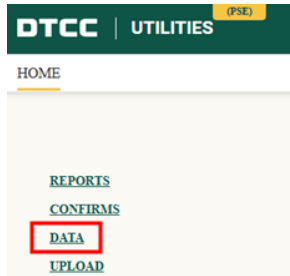 (PSE)
DTCC | UTILITIES
HOME
REPORTS
CONFIRMS
DATA
UPLOAD